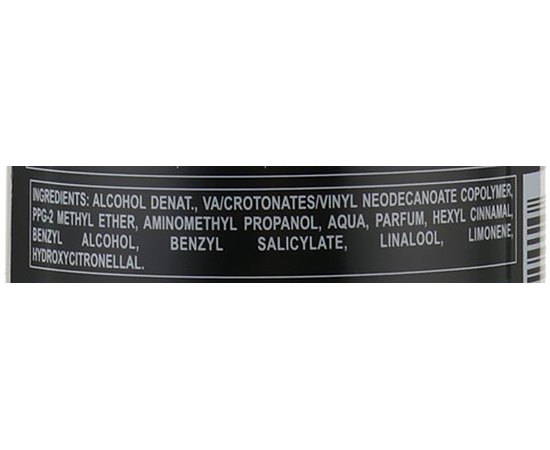 INGREDIENTS: ALCOHOL DENAT., VA/CROTONATES/VINYL NEODECANOATE COPOLYMER,
PPG-2 METHYL ETHER, AMINOMETHYL PROPANOL, AQUA, PARFUM, HEXYL CINNAMAL,
BENZYL ALCOHOL, BENZYL SALICYLATE, LINALOOL, LIMONENE,
HYDROXYCITRONELLAL.